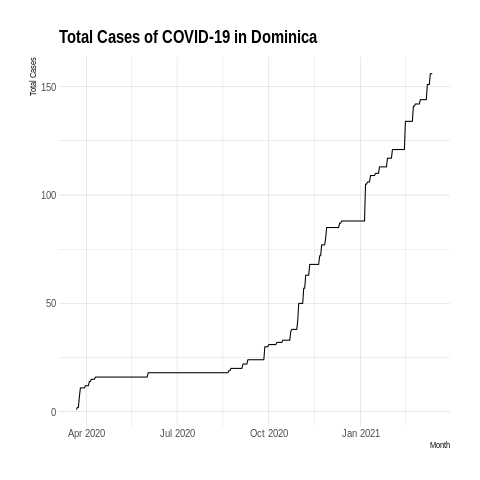 Total Cases of COVID-19 in Dominica
Total Cases
150
100
50
0
Apr 2020 Jul 2020 Oct 2020 Jan 2021
Month